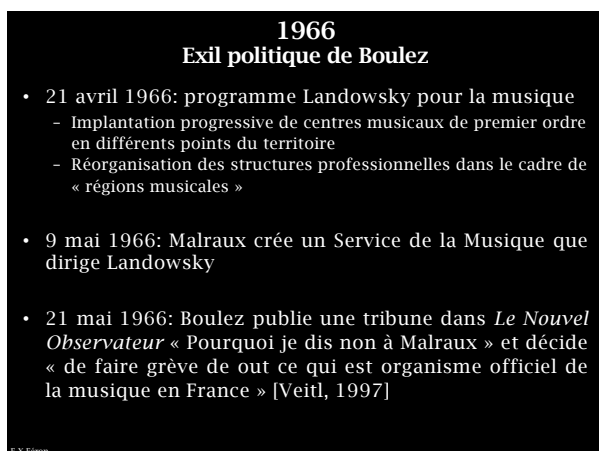 1966
Exil politique de Boulez
• 21 avril 1966: programme Landowsky pour la musique
– Implantation progressive de centres musicaux de premier ordre
en différents points du territoire
– Réorganisation des structures professionnelles dans le cadre de
« régions musicales »
• 9 mai 1966: Malraux crée un Service de la Musique que
dirige Landowsky
• 21 mai 1966: Boulez publie une tribune dans Le Nouvel
Observateur « Pourquoi je dis non à Malraux » et décide
« de faire grève de out ce qui est organisme officiel de
la musique en France » [Veitl, 1997]
F-X Féron